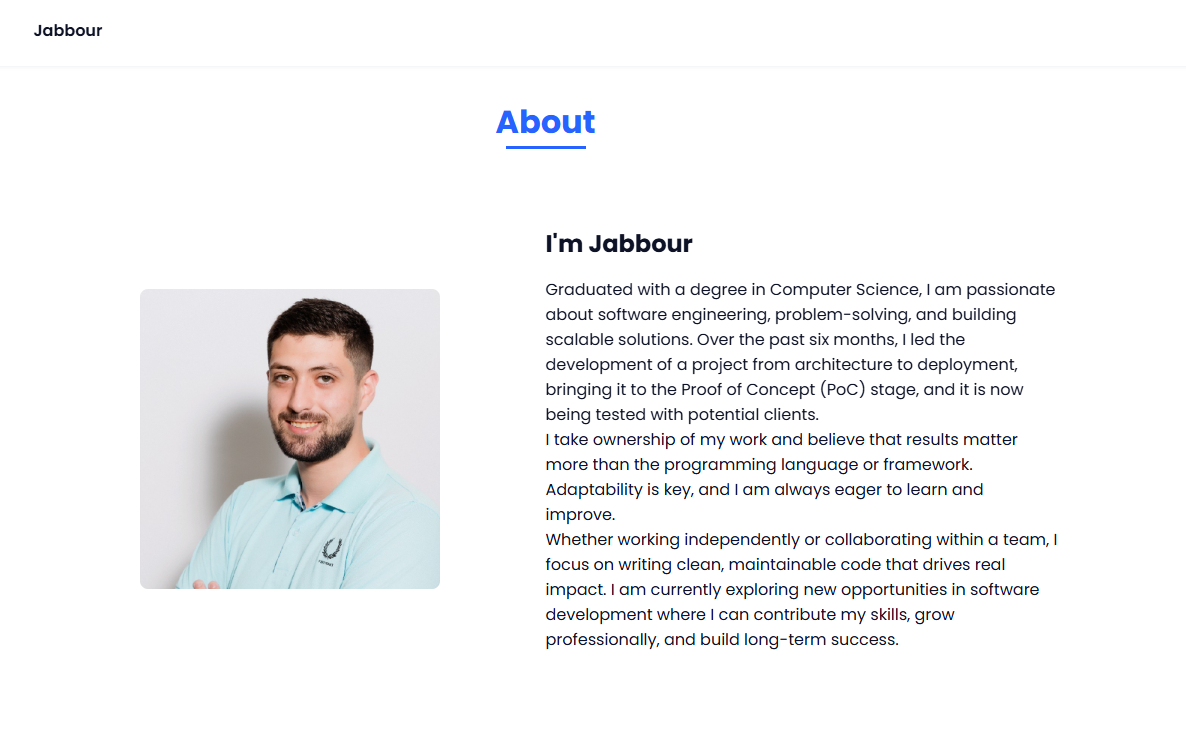 Jabbour
About
I'm Jabbour
Graduated with a degree in Computer Science, I am passionate
about software engineering, problem-solving, and building
scalable solutions. Over the past six months, I led the
development of a project from architecture to deployment,
bringing it to the Proof of Concept (PoC) stage, and it is now
being tested with potential clients.
I take ownership of my work and believe that results matter
more than the programming language or framework.
Adaptability is key, and I am always eager to learn and
improve.
Whether working independently or collaborating within a team, I
focus on writing clean, maintainable code that drives real
impact. I am currently exploring new opportunities in software
development where I can contribute my skills, grow
professionally, and build long-term success.